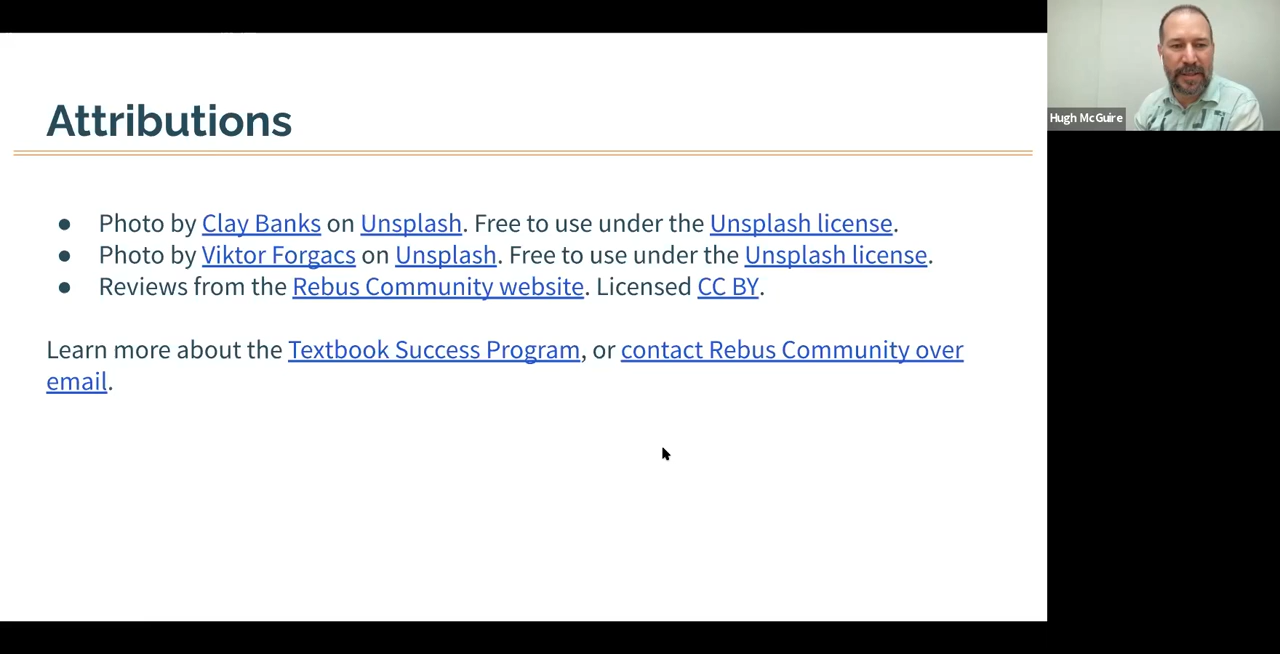 Attributions
● Photo by Clay Banks on Unsplash. Free to use under the Unsplash license.
● Photo by Viktor Forgacs on Unsplash. Free to use under the Unsplash license.
● Reviews from the Rebus Community website. Licensed CC BY.
Learn more about the Textbook Success Program, or contact Rebus Community over
email.
Hugh McGuire